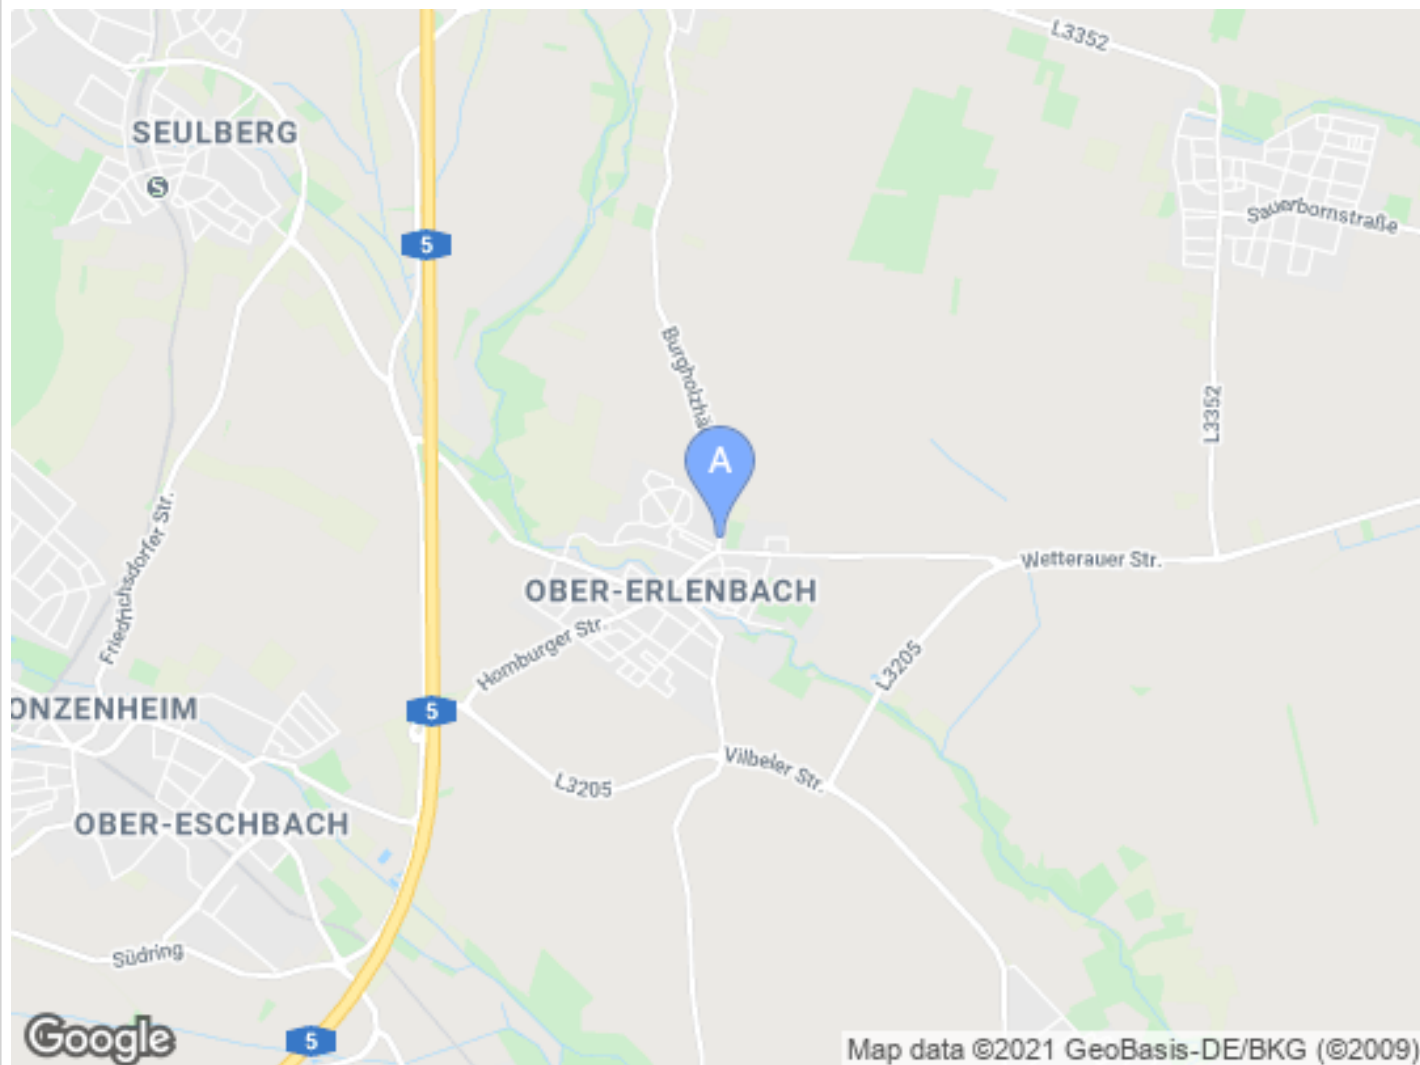 L3352
SEULBERG
S
Sauerbornstraße
5
Burgholzhä
L3352
A
Wetterauer Str.
OBER-ERLENBACH
Friedrichsdorfer Str.
Homburger Str.
L3205
ONZENHEIM
5
Vilbeler Str.
L3205
OBER-ESCHBACH
Südring
5
Google
Map data ©2021 GeoBasis-DE/BKG (©2009)